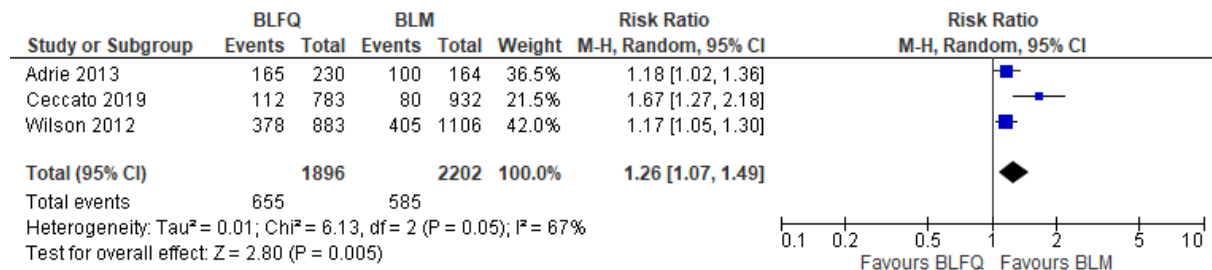 BLFQ BLM Risk Ratio Risk Ratio
Study or Subgroup Events Total Events Total Weight M-H, Random, 95% CI M-H, Random, 95% CI
Adrie 2013 165 230 100 164 36.5% 1.18 [1.02, 1.36]
Ceccato 2019 112 783 80 932 21.5% 1.67 [1.27, 2.18]
Wilson 2012 378 883 405 1106 42.0% 1.17 [1.05, 1.30]
Total (95% CI) 1896 2202 100.0% 1.26 [1.07, 1.49]
Total events 655 585
Heterogeneity: Tau² = 0.01; Chi² = 6.13, df = 2 (P = 0.05); I² = 67%
Test for overall effect: Z = 2.80 (P = 0.005)
0.1 0.2 0.5 1 2 5 10
Favours BLFQ Favours BLM